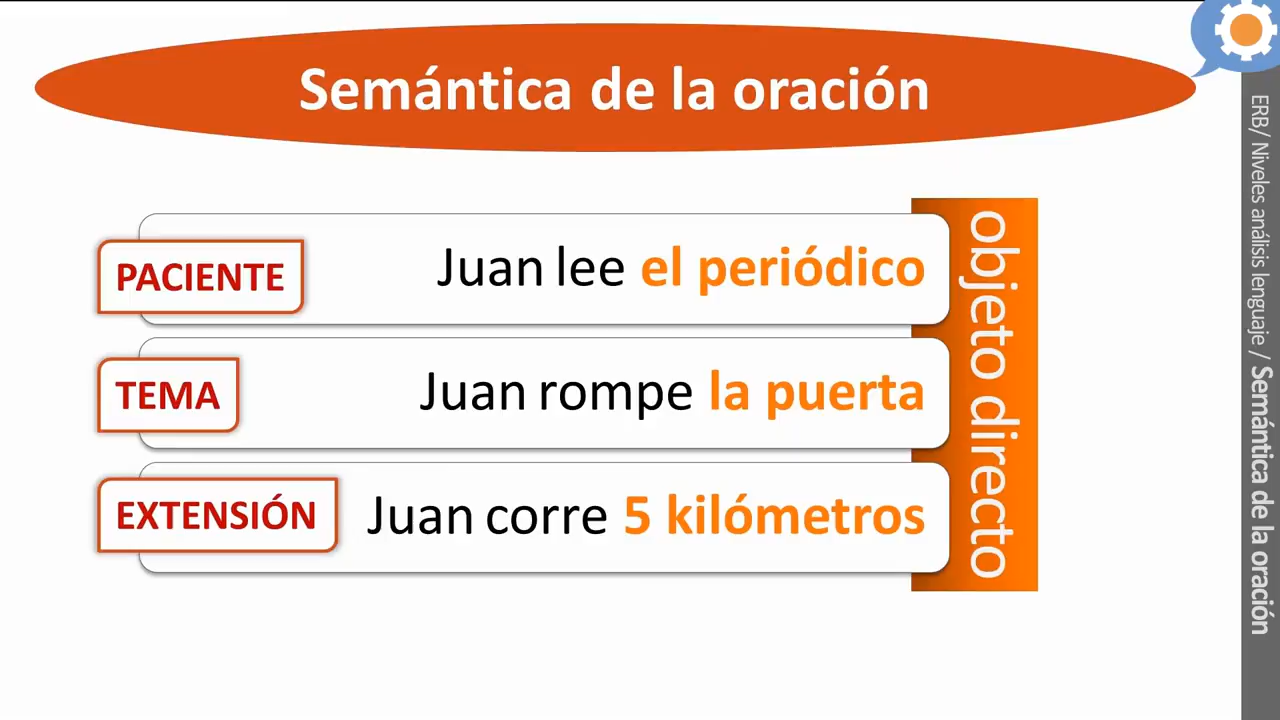 Semántica de la oración
PACIENTE
Juan lee el periódico
TEMA
Juan rompe la puerta
EXTENSIÓN
Juan corre 5 kilómetros
objeto directo
ERB/ Niveles análisis lenguaje / Semántica de la oración